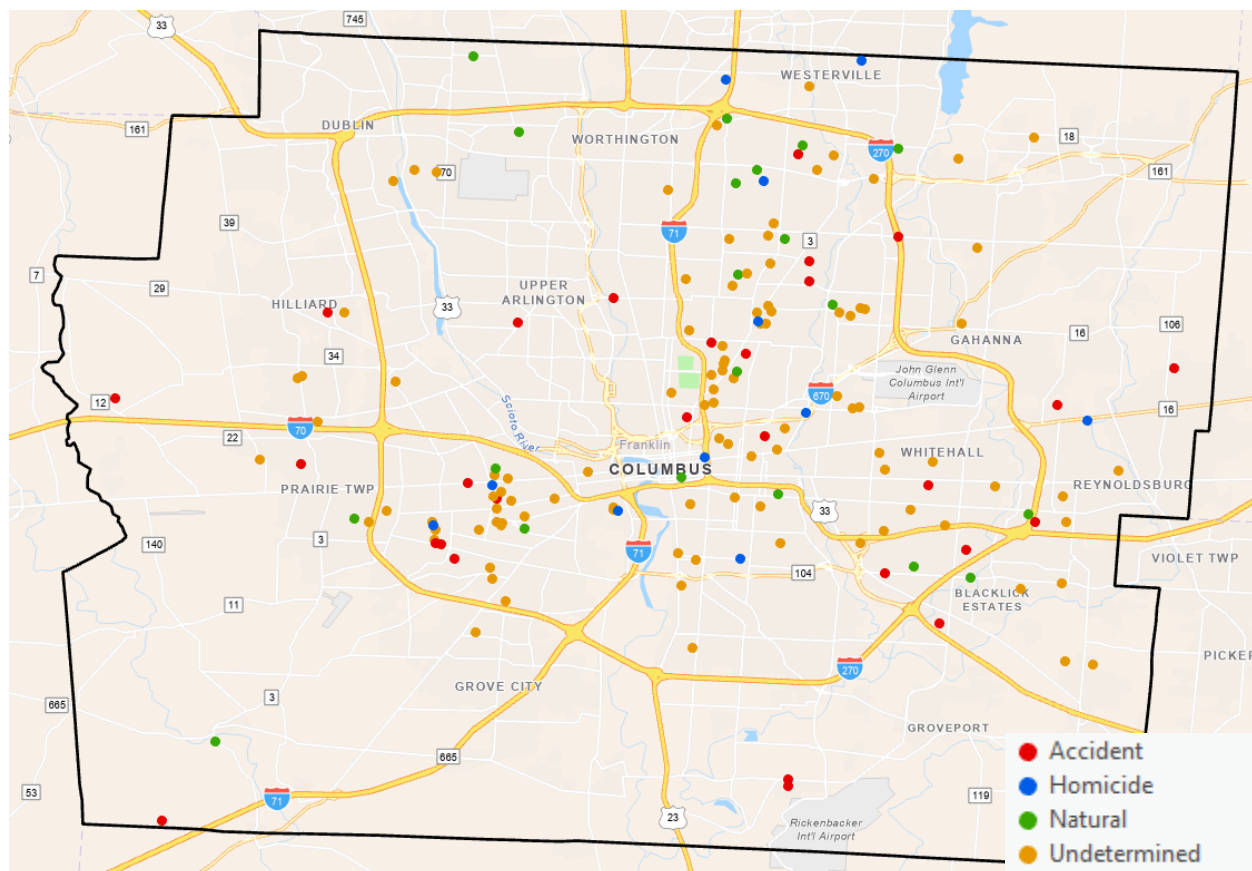 745
33
WESTERVILLE
161
DUBLIN
WORTHINGTON
18
270
70
161
39
71
3
7
29
UPPER
ARLINGTON
HILLIARD
33
106
16
GAHANNA
34
John Glenn
Columbus Int'l
Airport
12
670
16
Scioto River
22
70
Franklin
WHITEHALL
COLUMBUS
PRAIRIE TWP
REYNOLDSBURG
33
3
140
71
VIOLET TWP
104
BLACKLICK
ESTATES
11
270
PICKER
GROVE CITY
3
665
GROVEPORT
665
Accident
53
71
Homicide
119
23
Natural
Rickenbacker
Int'l Airport
Undetermined